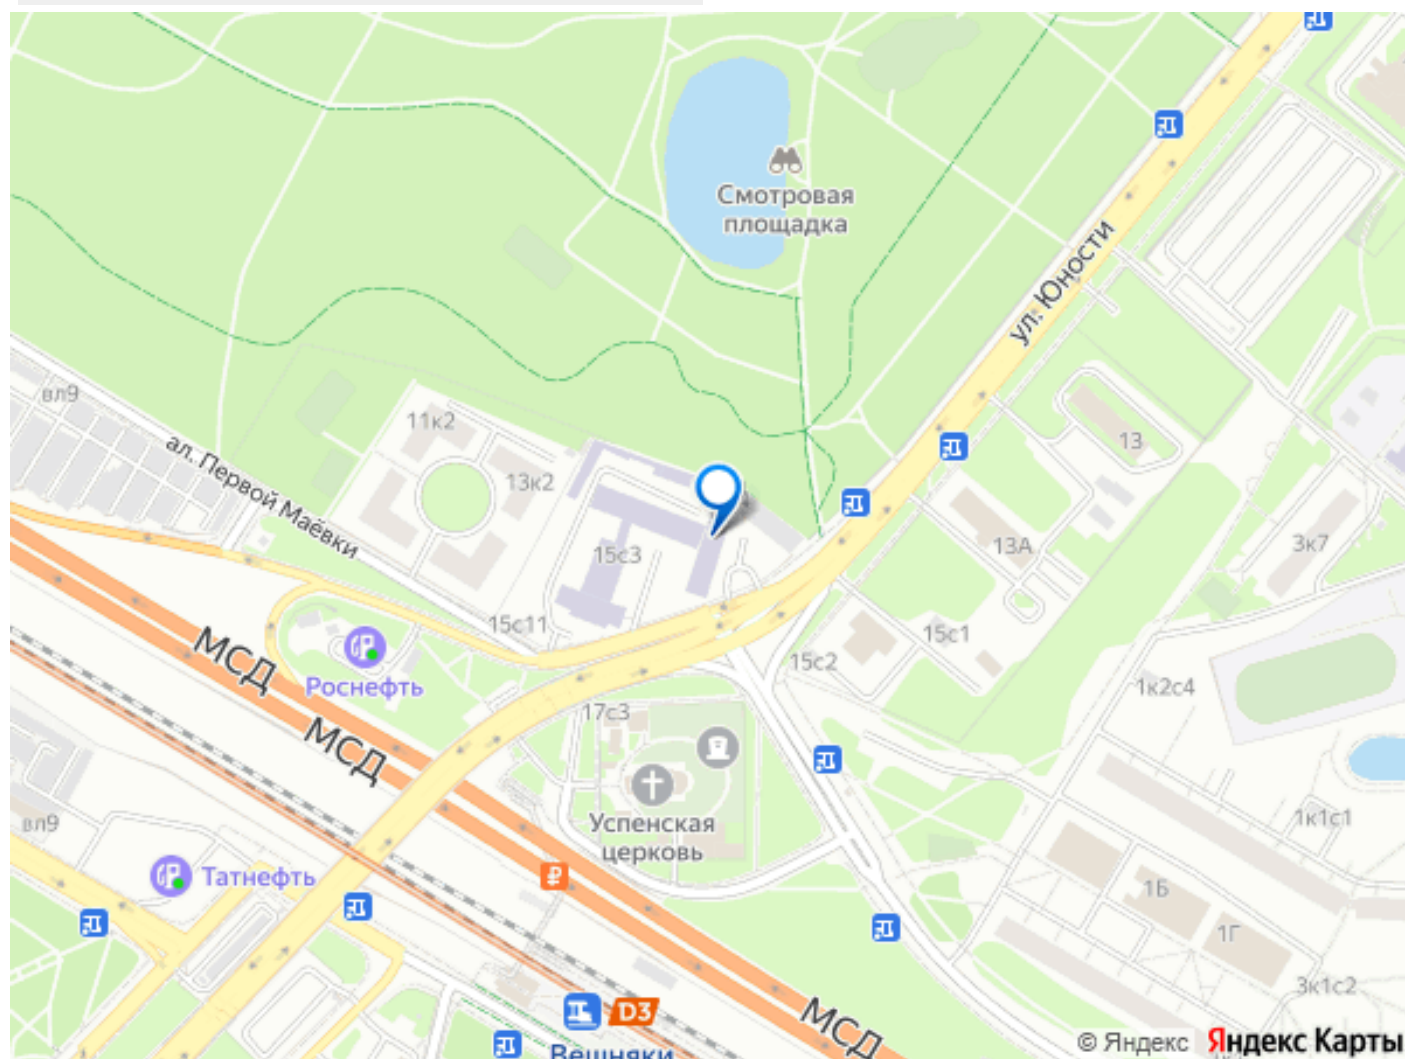 Смотровая
площадка
ул. Юности
вл9
ал. Первой Маёвки
11к2
13к2
13
13А
3к7
15с3
15с11
15с1
15с2
МСД
Роснефть
1к2с4
17с3
МСД
Успенская
церковь
вл9
1к1с1
Татнефть
1Б
1Г
3к1с2
D3
МСД
Вешняки
© Яндекс Яндекс Карты